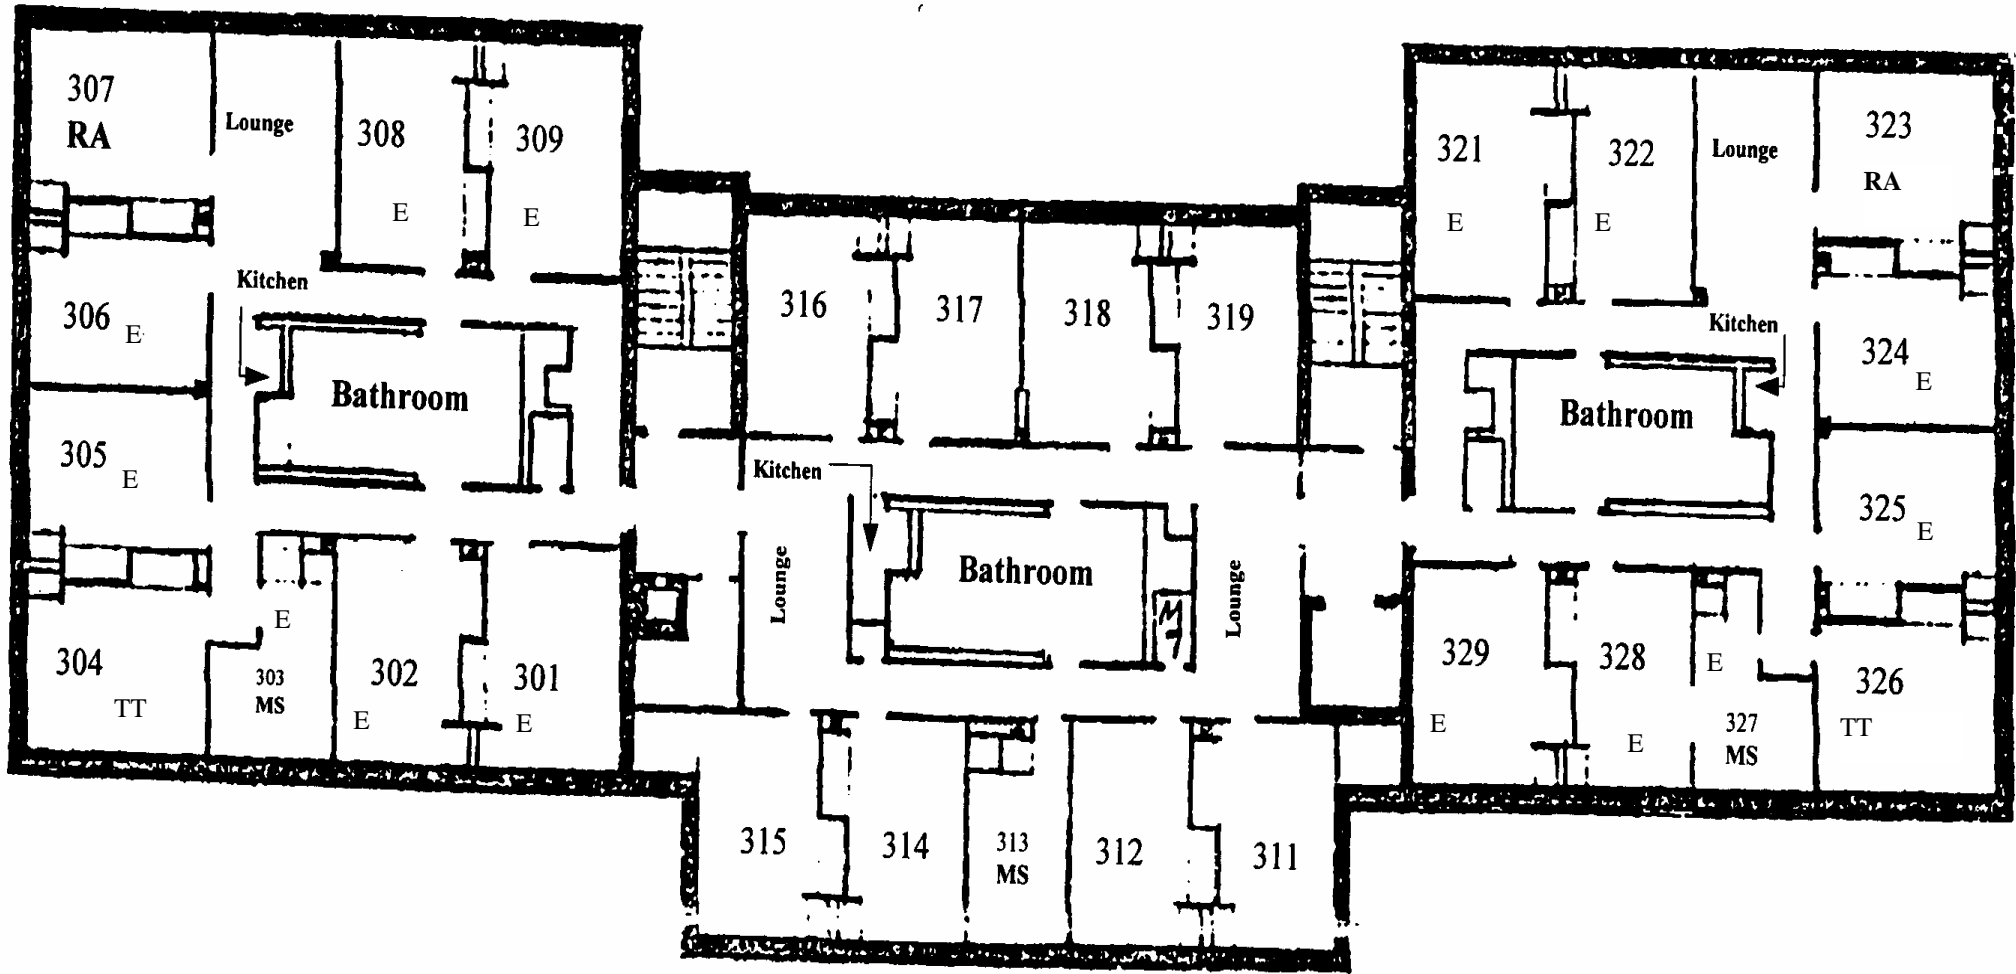 307
RA
Lounge
308
E
309
E
306
E
Kitchen
Bathroom
305
E
304
TT
E
303
MS
302
E
301
E
316
317
318
319
Kitchen
Lounge
Bathroom
Lounge
315
314
313
MS
312
311
321
E
322
E
Lounge
323
RA
Kitchen
324
E
Bathroom
325
E
329
E
328
E
E
327
MS
326
TT